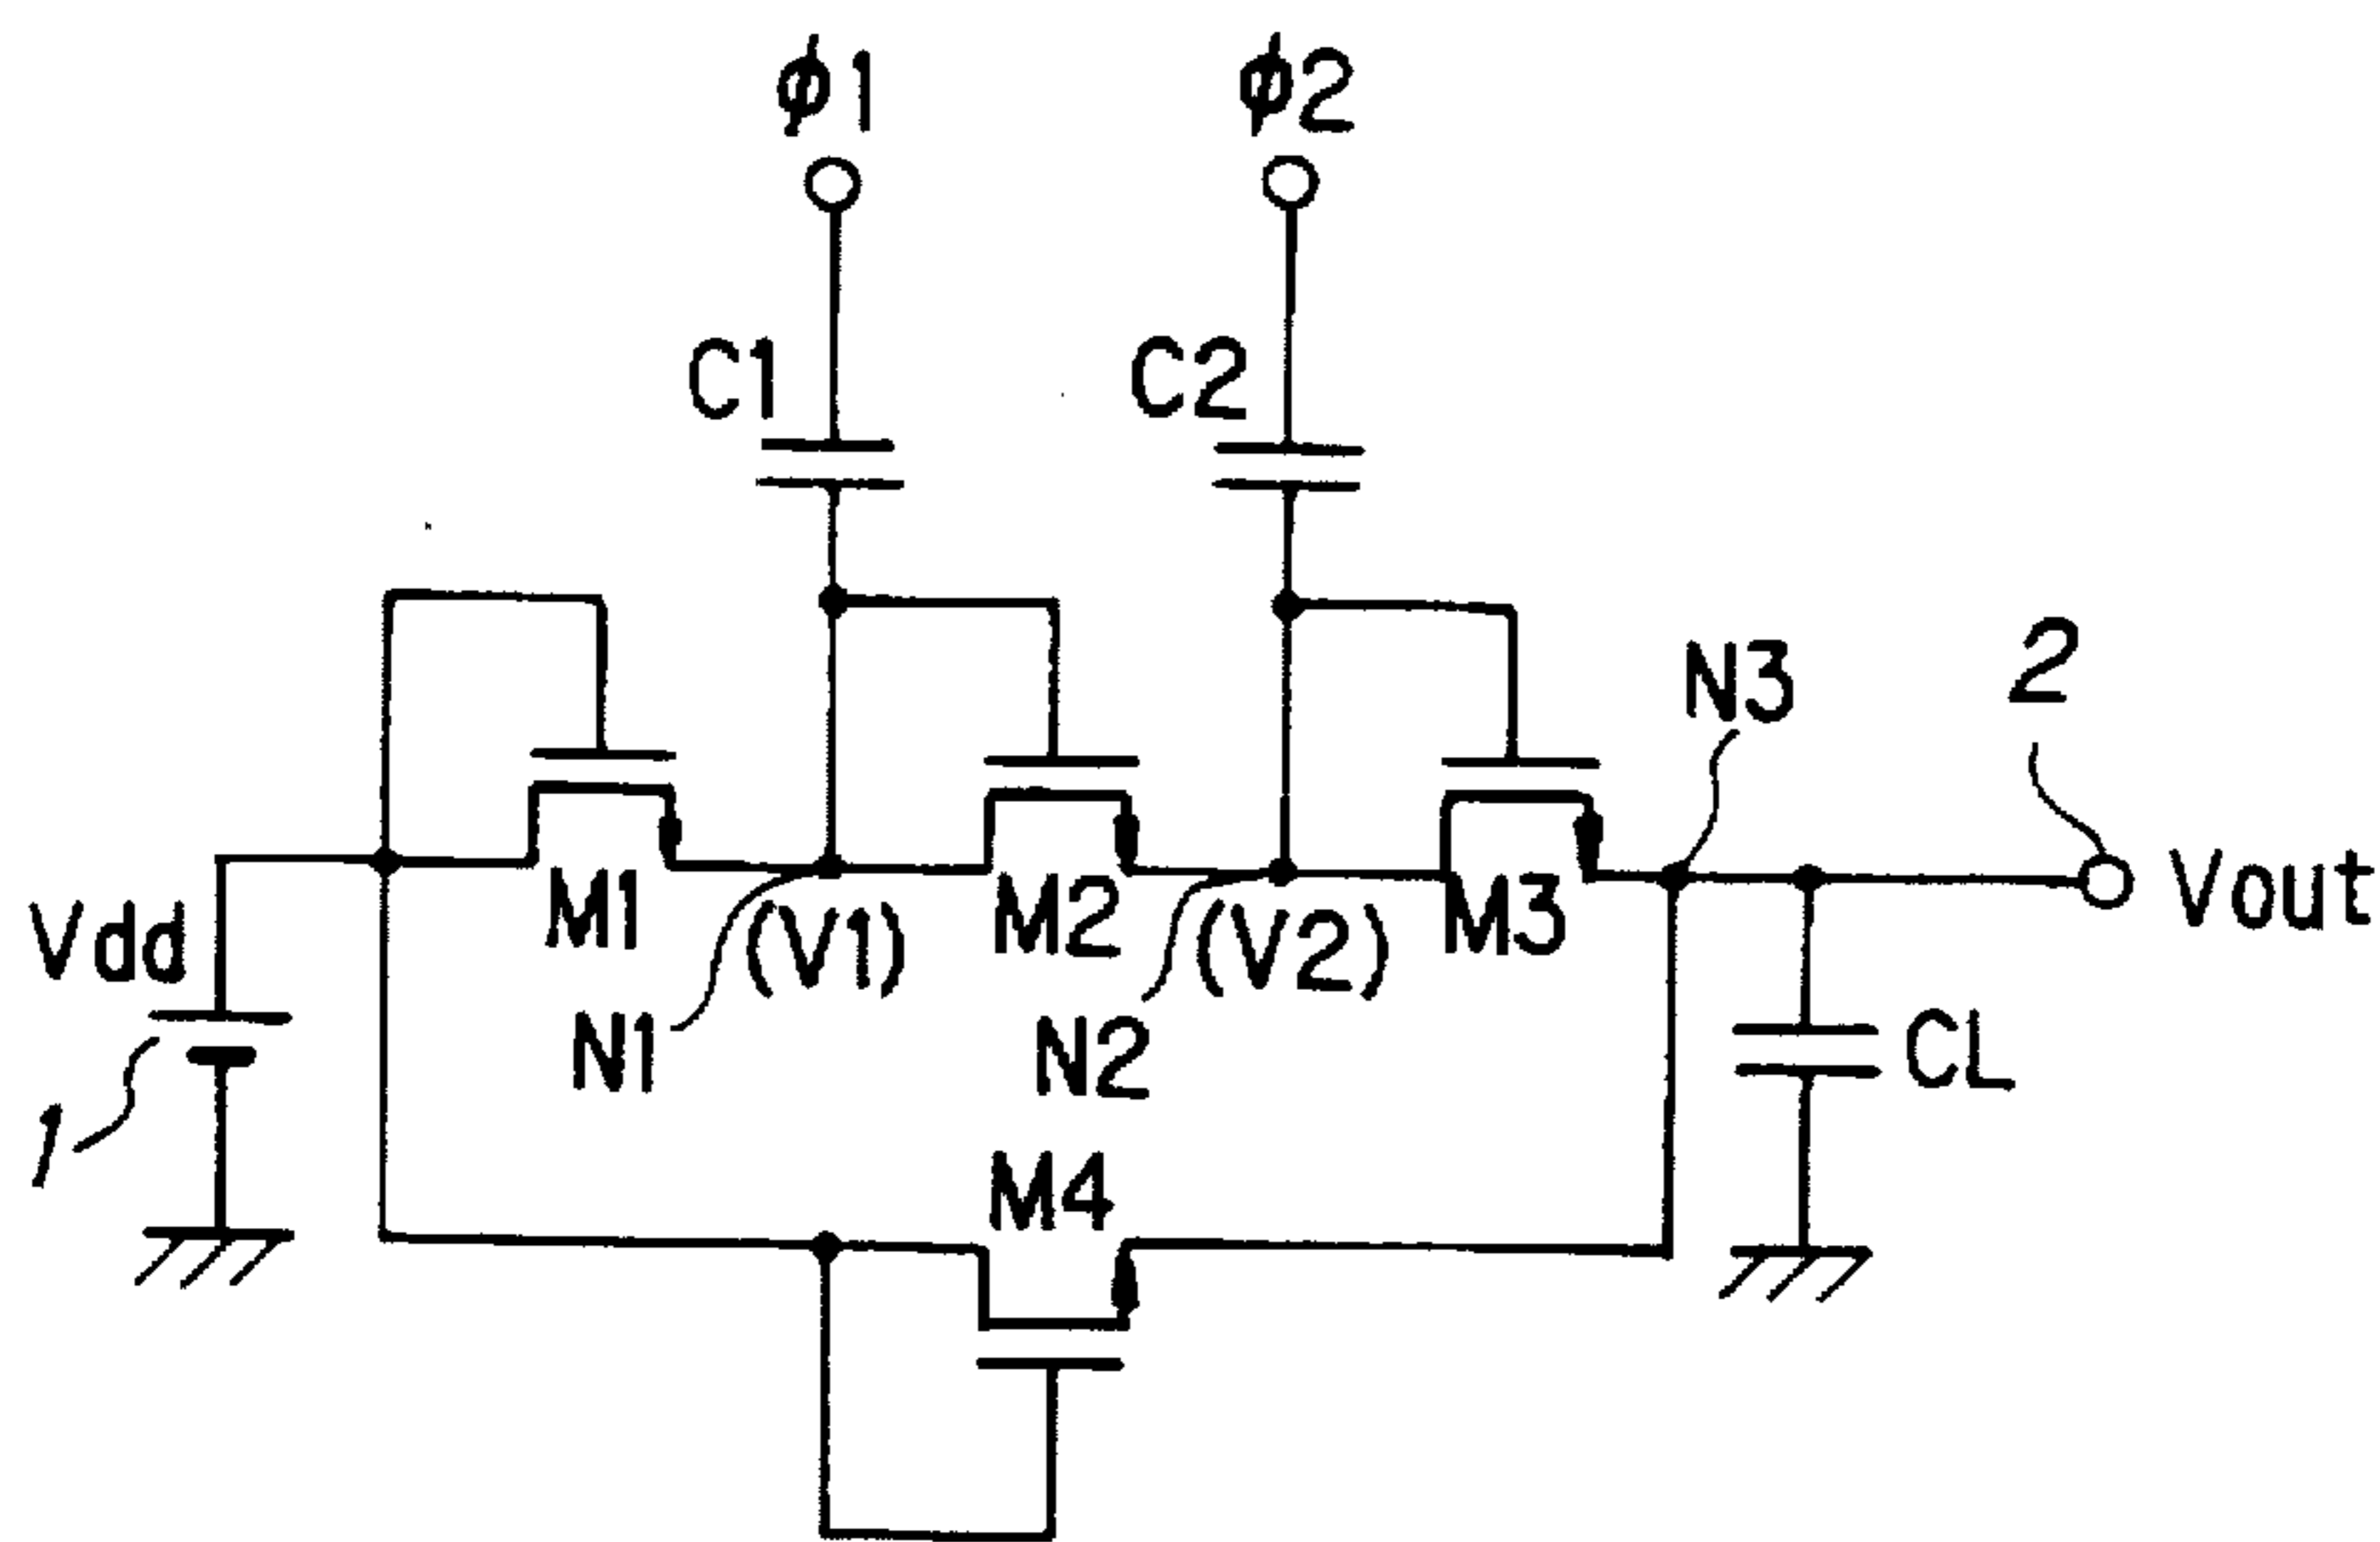 φ1 φ2
C1 C2
N3 2
Vdd M1 (V1) M2 (V2) M3 Vout
N1 N2 CL
1
M4